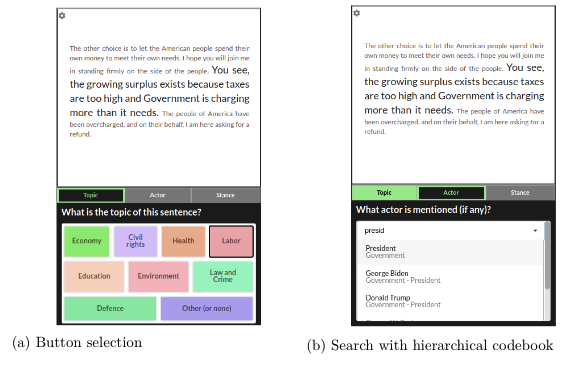 The other choice is to let the American people spend their
own money to meet their own needs. I hope you will join me
in standing firmly on the side of the people. You see,
the growing surplus exists because taxes
are too high and Government is charging
more than it needs. The people of America have
been overcharged, and on their behalf, I am here asking for a
refund.
Topic
Actor
Stance
What is the topic of this sentence?
Economy
Civil
rights
Health
Labor
Education
Environment
Law and
Crime
Defence
Other (or none)
(a) Button selection
The other choice is to let the American people spend their
own money to meet their own needs. I hope you will join me
in standing firmly on the side of the people. You see,
the growing surplus exists because taxes
are too high and Government is charging
more than it needs. The people of America have
been overcharged, and on their behalf, I am here asking for a
refund.
Topic
Actor
Stance
What actor is mentioned (if any)?
presid
President
Government
George Biden
Government - President
Donald Trump
Government - President
(b) Search with hierarchical codebook